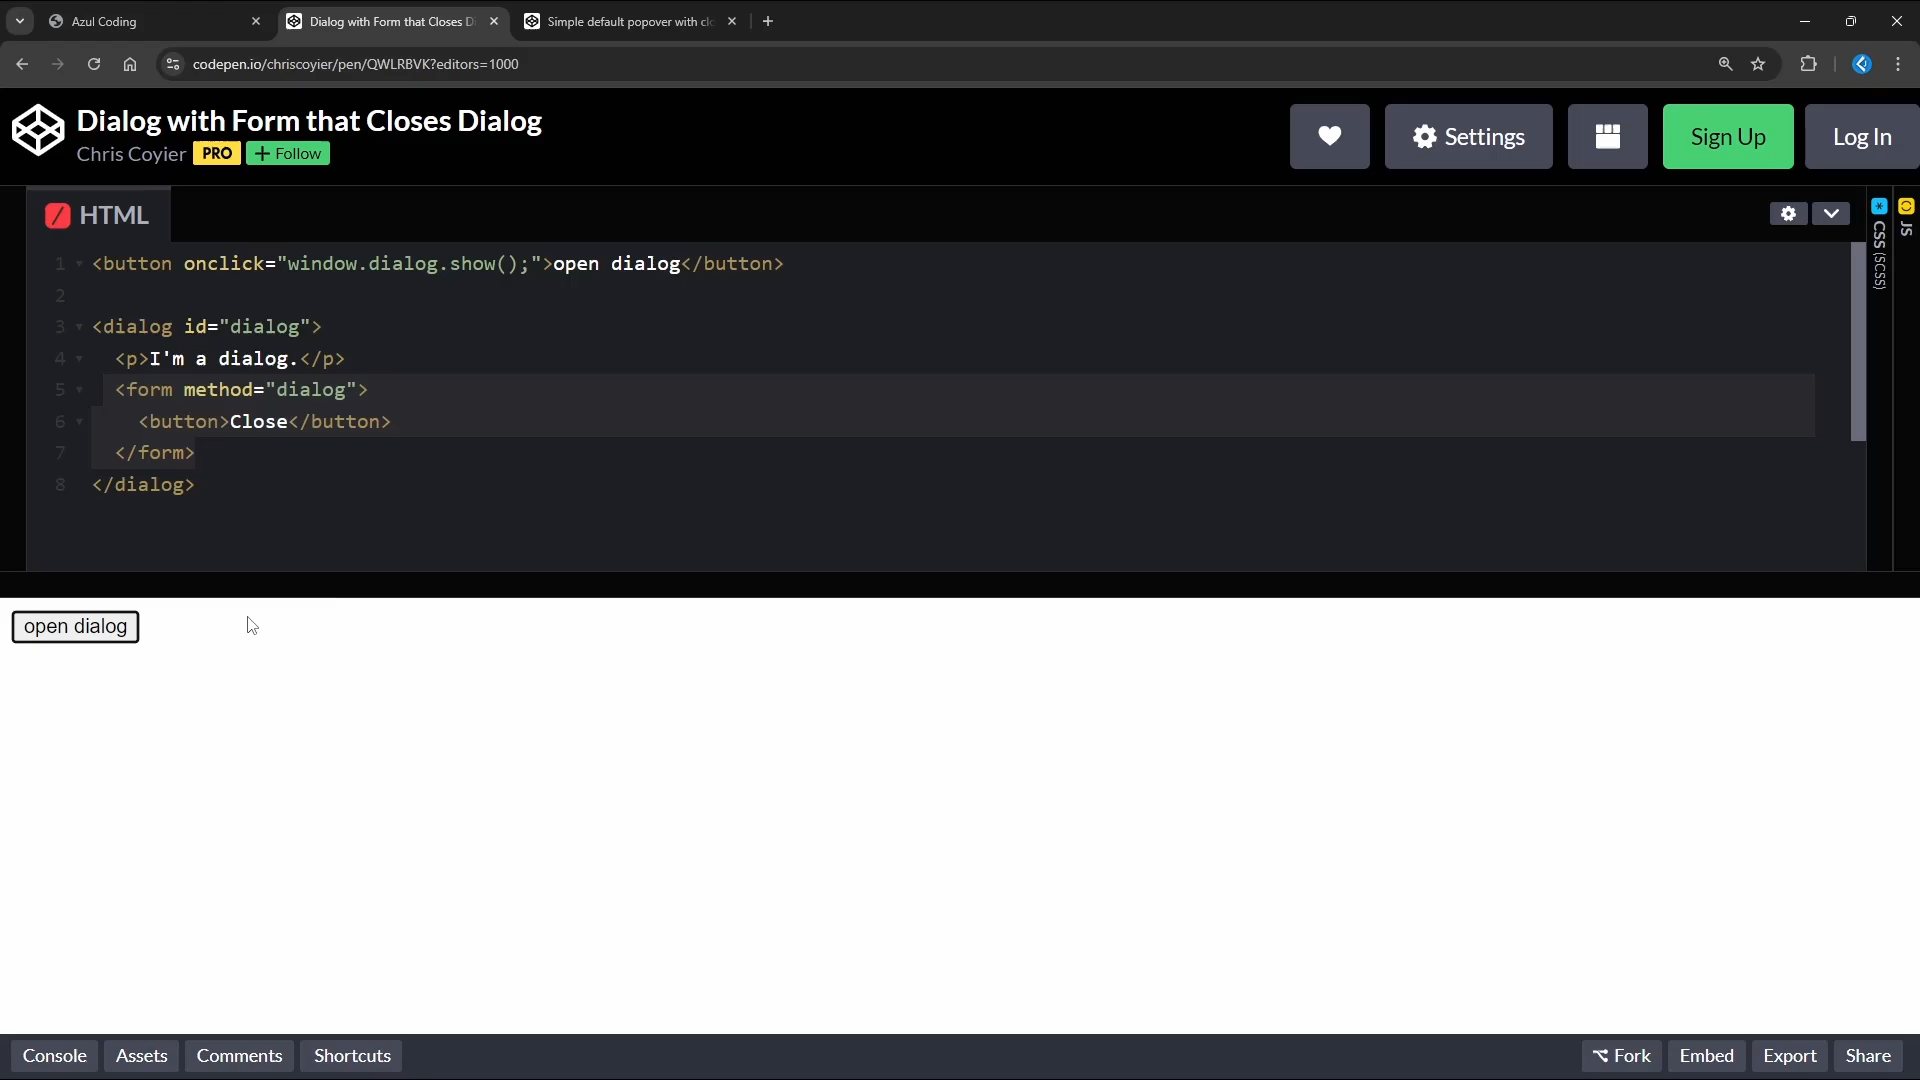 Azul Coding
Dialog with Form that Closes D
Simple default popover with clo
codepen.io/chriscoyier/pen/QWLRBVK?editors=1000
Dialog with Form that Closes Dialog
Chris Coyier PRO + Follow
Settings
Sign Up
Log In
HTML
CSS (SCSS)
JS
1 <button onclick="window.dialog.show();">open dialog</button>
2
3 <dialog id="dialog">
4 <p>I'm a dialog.</p>
5 <form method="dialog">
6 <button>Close</button>
7 </form>
8 </dialog>
open dialog
Console Assets Comments Shortcuts
Fork Embed Export Share